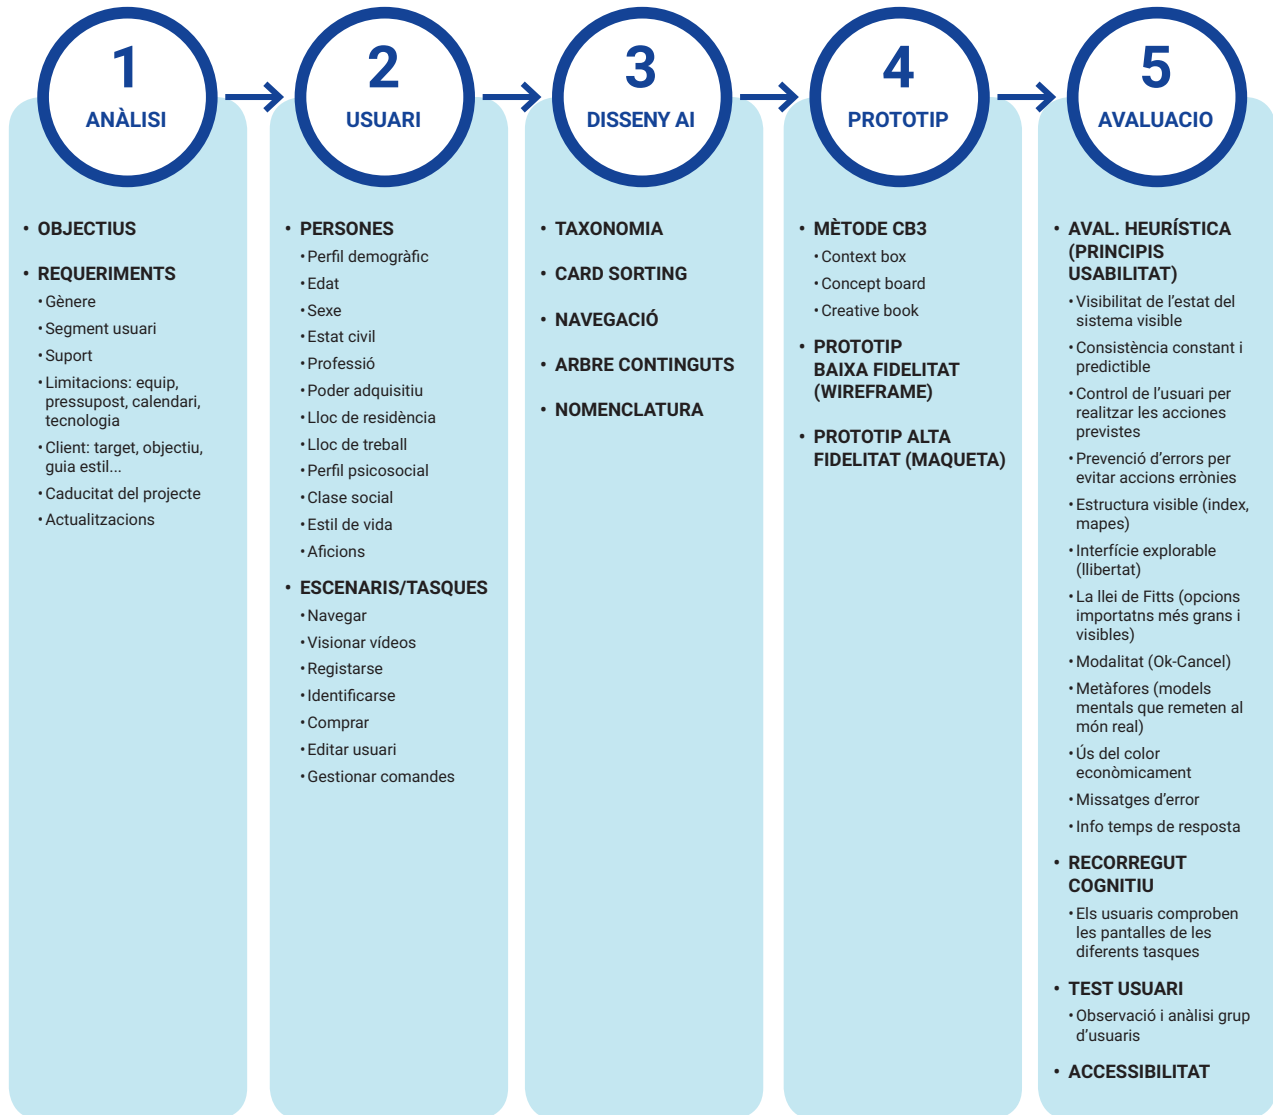 1
ANÀLISI
• OBJECTIUS
• REQUERIMENTS
• Gènere
• Segment usuari
• Suport
• Limitacions: equip,
pressupost, calendari,
tecnologia
• Client: target, objectiu,
guia estil...
• Caducitat del projecte
• Actualitzacions
2
USUARI
• PERSONES
• Perfil demogràfic
• Edat
• Sexe
• Estat civil
• Professió
• Poder adquisitiu
• Lloc de residència
• Lloc de treball
• Perfil psicosocial
• Clase social
• Estil de vida
• Aficions
• ESCENARIS/TASQUES
• Navegar
• Visionar vídeos
• Registarse
• Identificarse
• Comprar
• Editar usuari
• Gestionar comandes
3
DISSENY AI
• TAXONOMIA
• CARD SORTING
• NAVEGACIÓ
• ARBRE CONTINGUTS
• NOMENCLATURA
4
PROTOTIP
• MÈTODE CB3
• Context box
• Concept board
• Creative book
• PROTOTIP
BAIXA FIDELITAT
(WIREFRAME)
• PROTOTIP ALTA
FIDELITAT (MAQUETA)
5
AVALUACIO
• AVAL. HEURÍSTICA
(PRINCIPIS
USABILITAT)
• Visibilitat de l’estat del
sistema visible
• Consistència constant i
predictible
• Control de l’usuari per
realitzar les acciones
previstes
• Prevenció d’errors per
evitar accions errònies
• Estructura visible (index,
mapes)
• Interfície explorable
(llibertat)
• La llei de Fitts (opcions
importatns més grans i
visibles)
• Modalitat (Ok-Cancel)
• Metàfores (models
mentals que remeten al
món real)
• Ús del color
econòmicament
• Missatges d’error
• Info temps de resposta
• RECORREGUT
COGNITIU
• Els usuaris comproben
les pantalles de les
diferents tasques
• TEST USUARI
• Observació i anàlisi grup
d’usuaris
• ACCESSIBILITAT